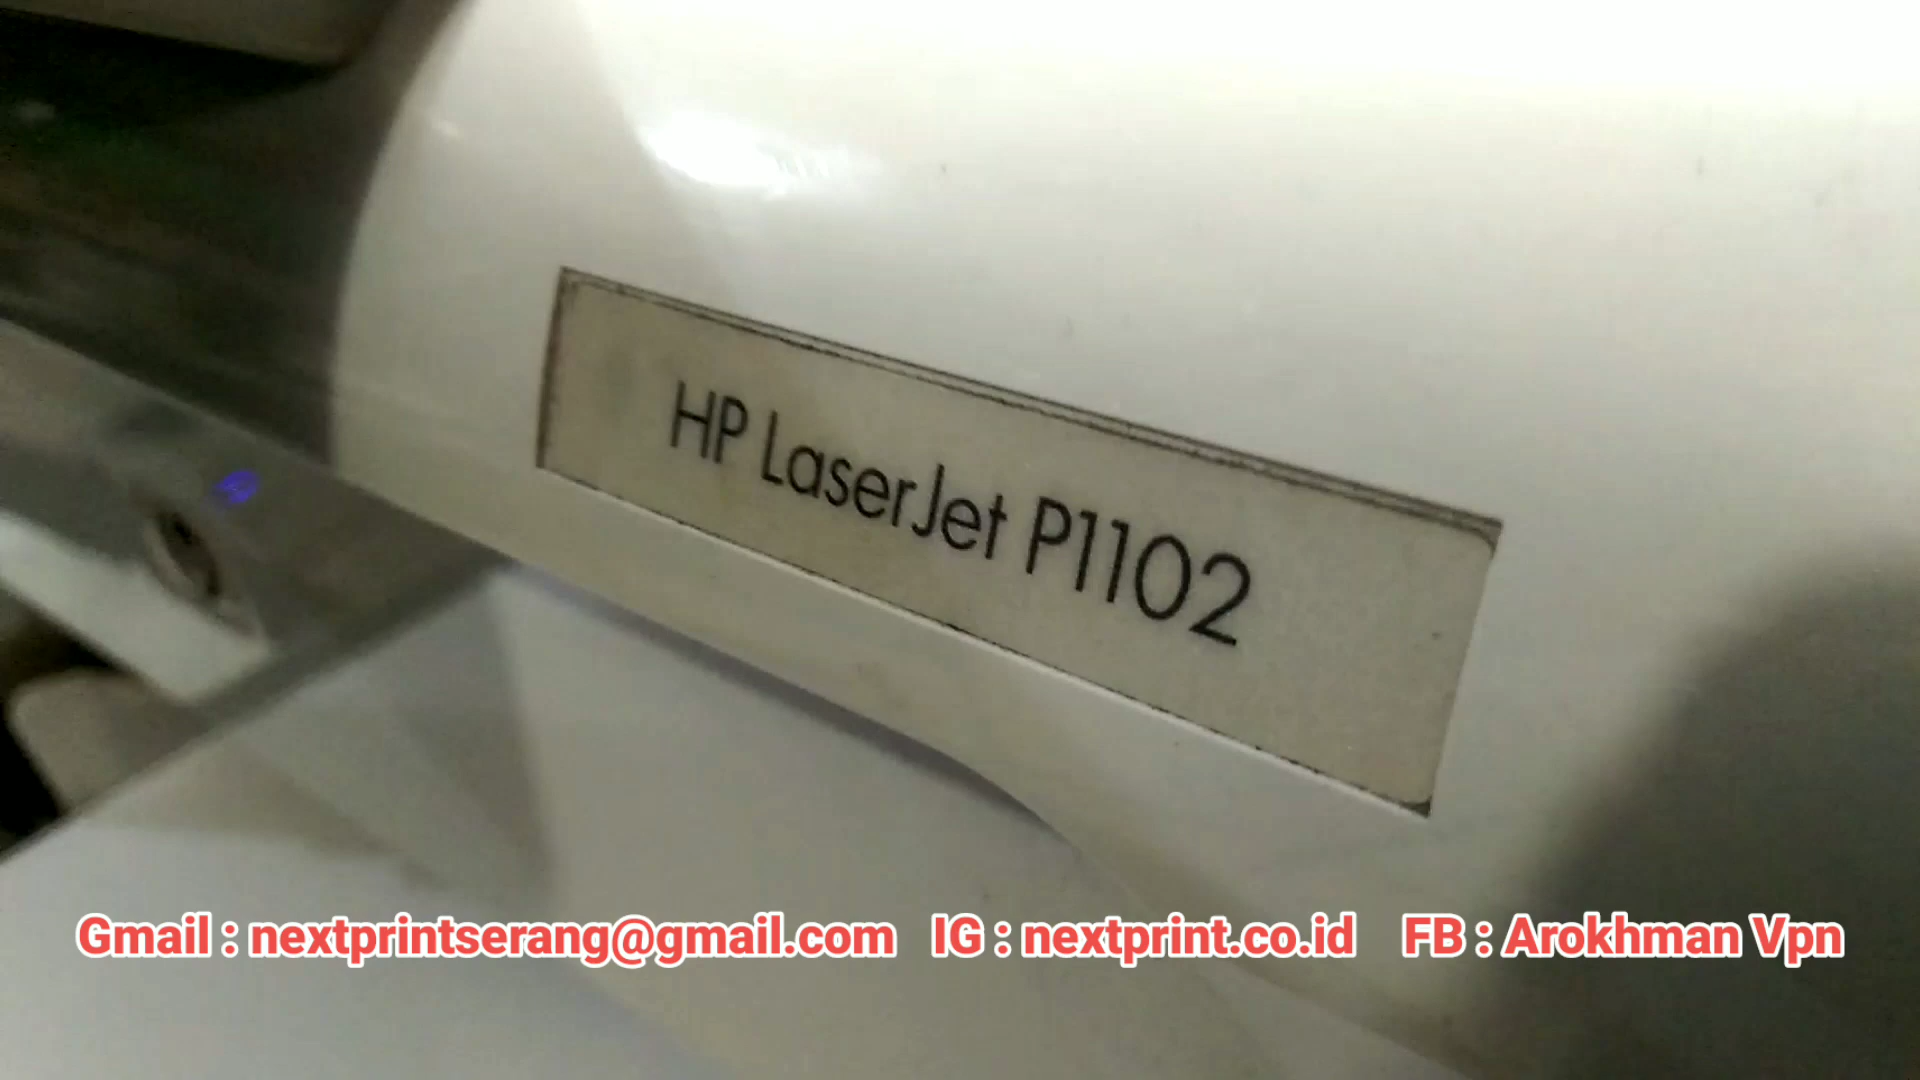 HP LaserJet P1102
Gmail : nextprintserang@gmail.com IG : nextprint.co.id FB : Arokhman Vpn